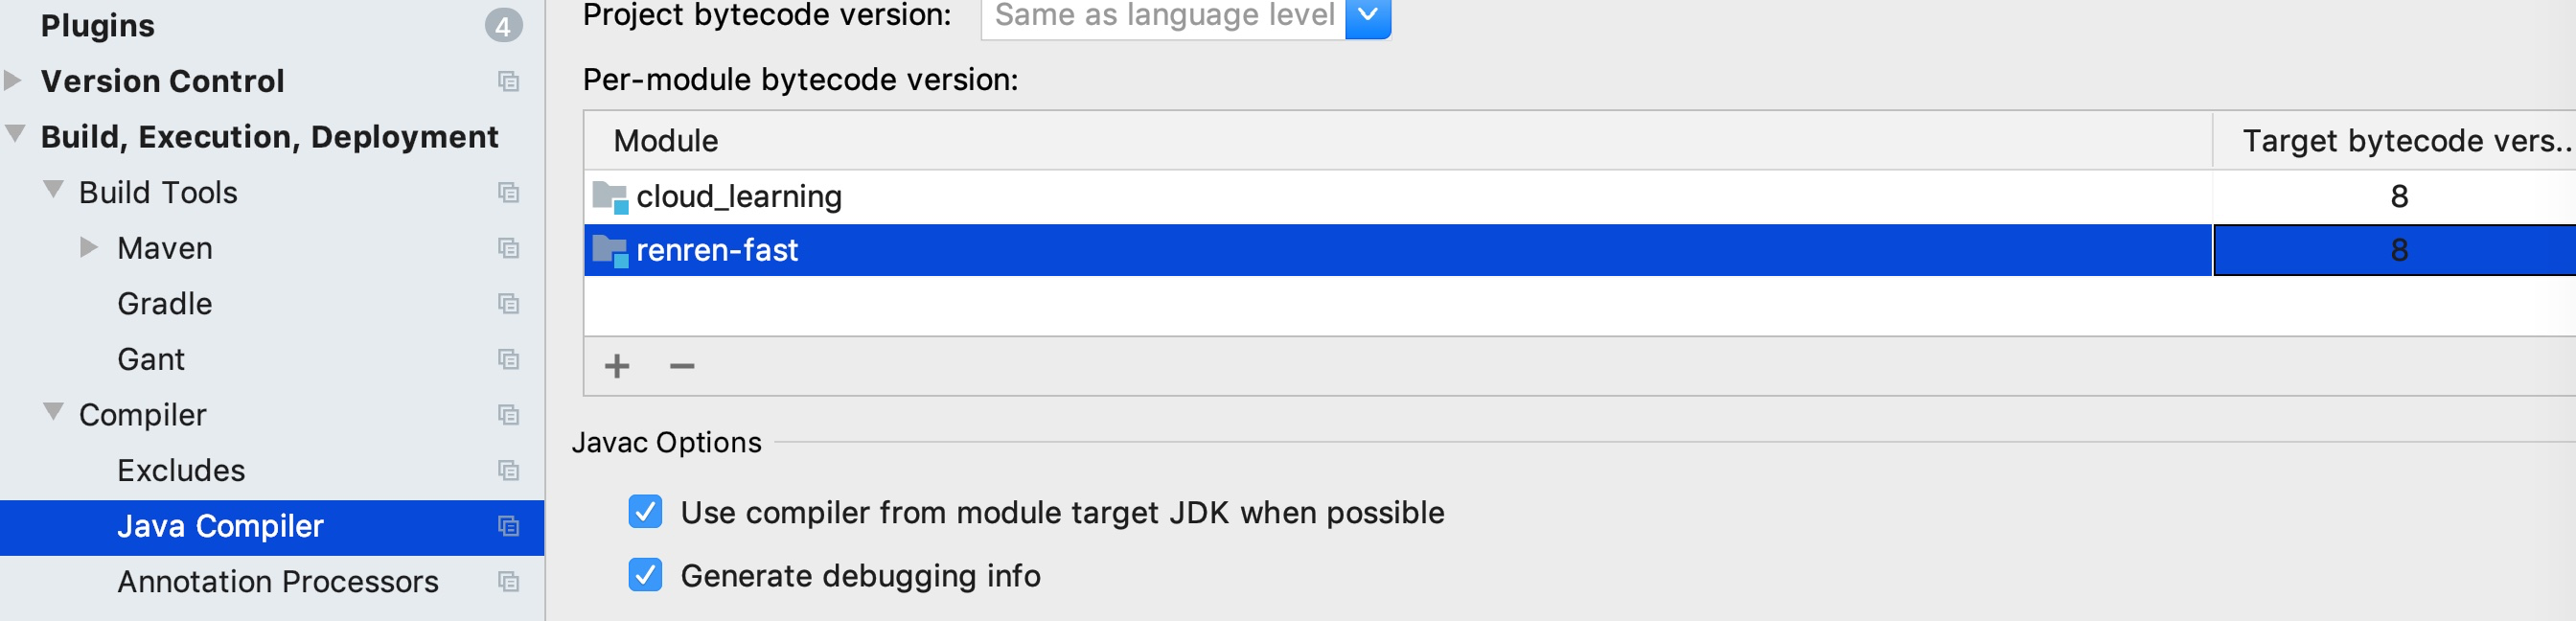 Plugins
4
Version Control
Build, Execution, Deployment
Build Tools
Maven
Gradle
Gant
Compiler
Excludes
Java Compiler
Annotation Processors
Project bytecode version:
Same as language level
Per-module bytecode version:
Module
Target bytecode vers..
cloud_learning
8
renren-fast
8
+ −
Javac Options
Use compiler from module target JDK when possible
Generate debugging info